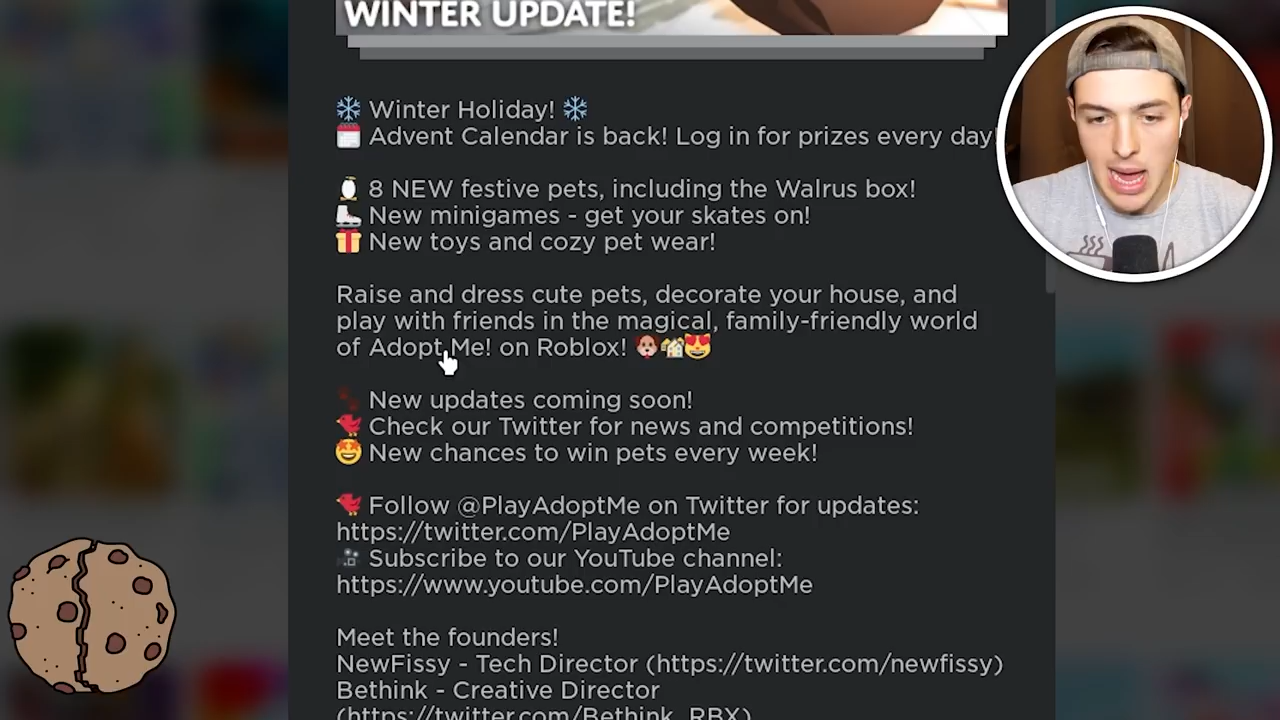 WINTER UPDATE!
❄️ Winter Holiday! ❄️
🗓️ Advent Calendar is back! Log in for prizes every day!
🐧 8 NEW festive pets, including the Walrus box!
⛸️ New minigames - get your skates on!
🎁 New toys and cozy pet wear!
Raise and dress cute pets, decorate your house, and
play with friends in the magical, family-friendly world
of Adopt Me! on Roblox! 🐶🏘️😻
🐾 New updates coming soon!
🐦 Check our Twitter for news and competitions!
🤩 New chances to win pets every week!
🐦 Follow @PlayAdoptMe on Twitter for updates:
https://twitter.com/PlayAdoptMe
🎥 Subscribe to our YouTube channel:
https://www.youtube.com/PlayAdoptMe
Meet the founders!
NewFissy - Tech Director (https://twitter.com/newfissy)
Bethink - Creative Director
(https://twitter.com/Bethink_RBX)